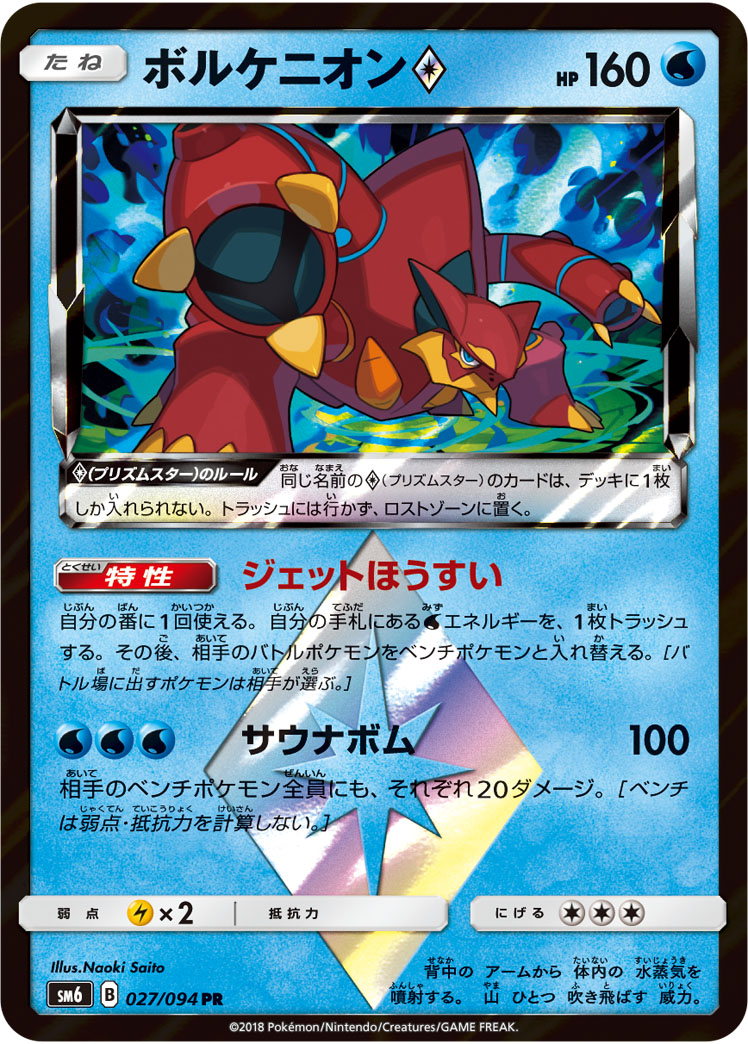 たね ボルケニオン◇ HP 160
◇(プリズムスター)のルール 同じ名前の◇(プリズムスター)のカードは、デッキに1枚
しか入れられない。トラッシュには行かず、ロストゾーンに置く。
とくせい 特性 ジェットほうすい
自分の番に1回使える。自分の手札にあるエネルギーを、1枚トラッシュ
する。その後、相手のバトルポケモンをベンチポケモンと入れ替える。[バ
トル場に出すポケモンは相手が選ぶ。]
サウナボム 100
相手のベンチポケモン全員にも、それぞれ20ダメージ。[ベンチ
は弱点・抵抗力を計算しない。]
弱点 ×2 抵抗力 にげる
Illus.Naoki Saito
背中の アームから 体内の 水蒸気を
噴射する。 山 ひとつ 吹き飛ばす 威力。
SM6 B 027/094 PR
©2018 Pokémon/Nintendo/Creatures/GAME FREAK.